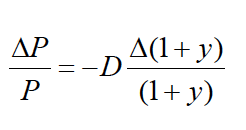 ΔP/P = −D Δ(1 + y)/(1 + y)